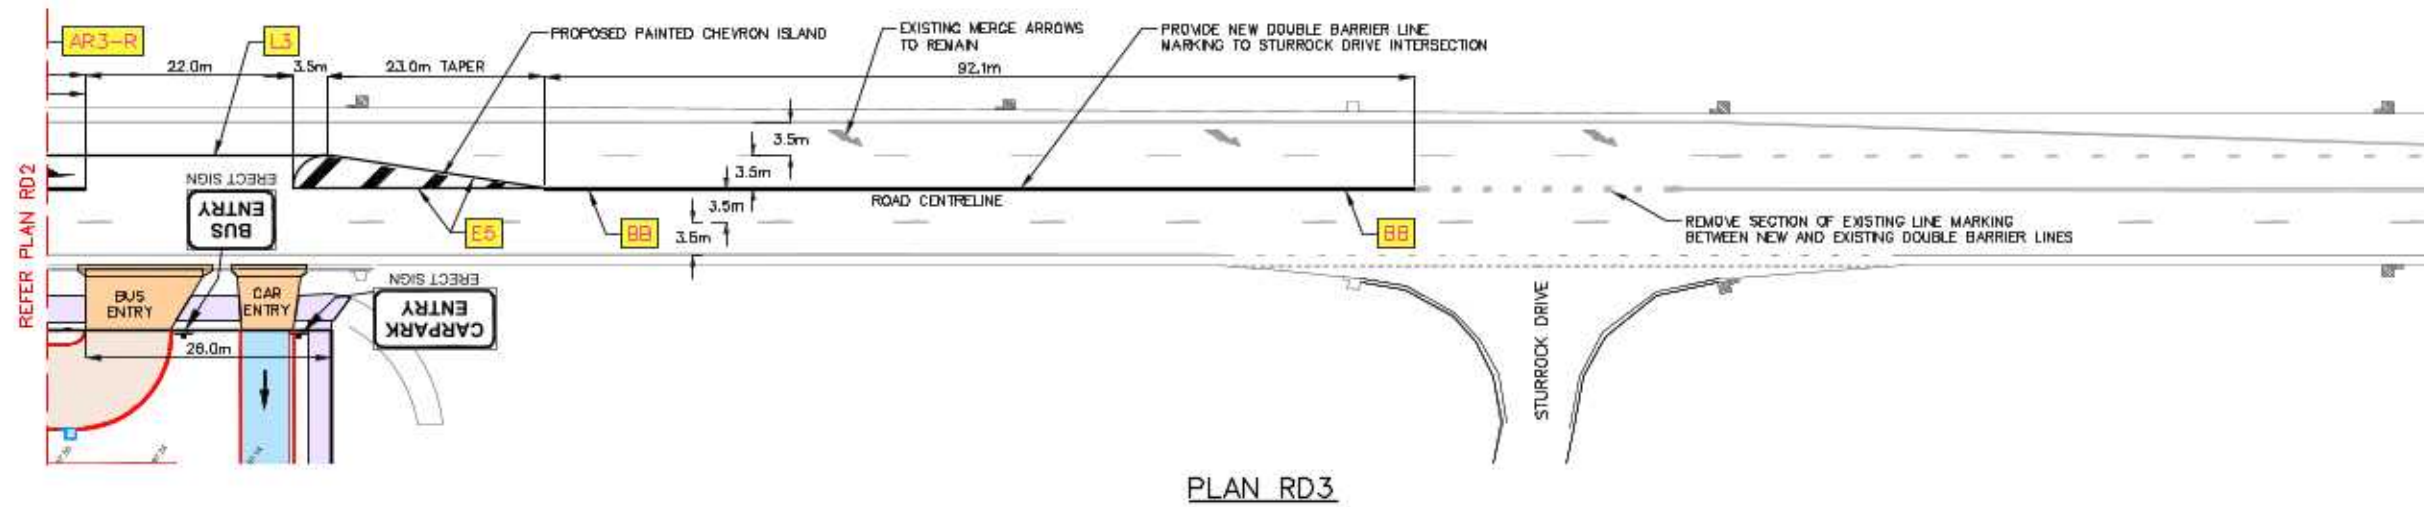 AR3-R
L3
PROPOSED PAINTED CHEVRON ISLAND
EXISTING MERGE ARROWS
TO REMAIN
PROVIDE NEW DOUBLE BARRIER LINE
MARKING TO STURROCK DRIVE INTERSECTION
22.0m
3.5m
23.0m TAPER
92.1m
3.5m
3.5m
3.5m
3.5m
ROAD CENTRELINE
REFER PLAN RD2
ERECT SIGN
BUS
ENTRY
E5
BB
BB
REMOVE SECTION OF EXISTING LINE MARKING
BETWEEN NEW AND EXISTING DOUBLE BARRIER LINES
ERECT SIGN
CARPARK
ENTRY
BUS
ENTRY
CAR
ENTRY
STURROCK DRIVE
PLAN RD3